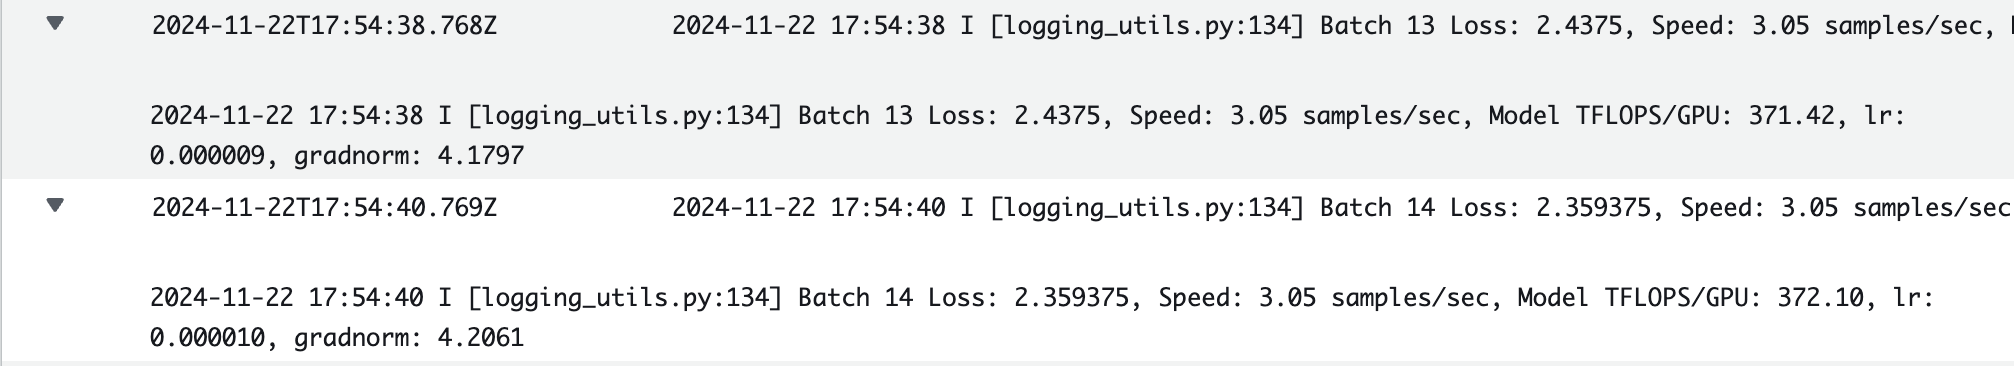 2024-11-22T17:54:38.768Z 2024-11-22 17:54:38 I [logging_utils.py:134] Batch 13 Loss: 2.4375, Speed: 3.05 samples/sec,
2024-11-22 17:54:38 I [logging_utils.py:134] Batch 13 Loss: 2.4375, Speed: 3.05 samples/sec, Model TFLOPS/GPU: 371.42, lr:
0.000009, gradnorm: 4.1797
2024-11-22T17:54:40.769Z 2024-11-22 17:54:40 I [logging_utils.py:134] Batch 14 Loss: 2.359375, Speed: 3.05 samples/sec
2024-11-22 17:54:40 I [logging_utils.py:134] Batch 14 Loss: 2.359375, Speed: 3.05 samples/sec, Model TFLOPS/GPU: 372.10, lr:
0.000010, gradnorm: 4.2061